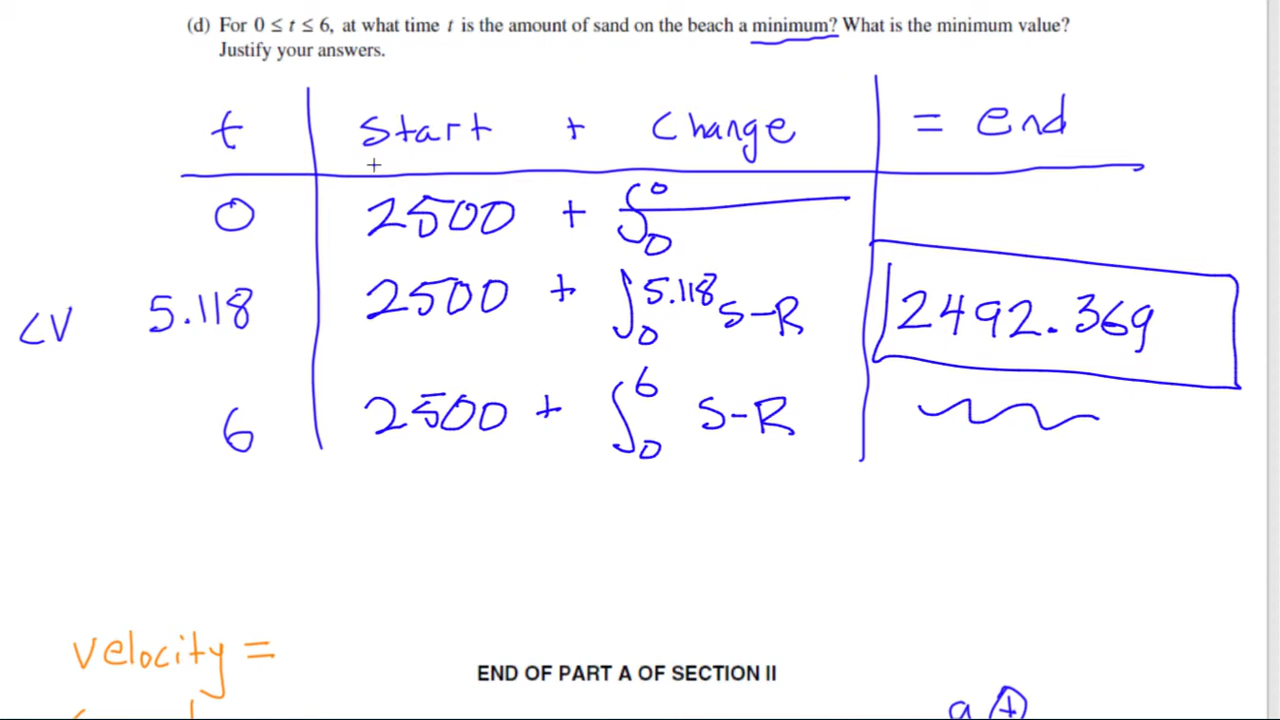 (d) For 0 ≤ t ≤ 6, at what time t is the amount of sand on the beach a minimum? What is the minimum value?
Justify your answers.
t start + change = end
0 2500 + ∫₀⁰
CV 5.118 2500 + ∫₀^5.118 S-R 2492.369
6 2500 + ∫₀⁶ S-R
velocity =
END OF PART A OF SECTION II
a +